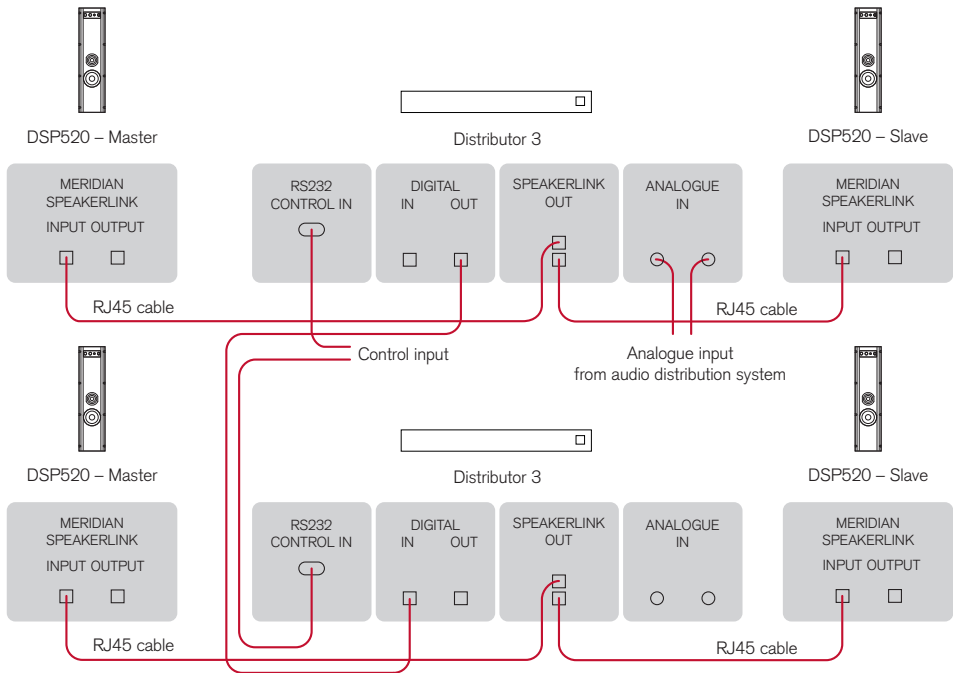 DSP520 – Master
Distributor 3
DSP520 – Slave
MERIDIAN
SPEAKERLINK
INPUT OUTPUT
RS232
CONTROL IN
DIGITAL
IN OUT
SPEAKERLINK
OUT
ANALOGUE
IN
MERIDIAN
SPEAKERLINK
INPUT OUTPUT
RJ45 cable
RJ45 cable
Control input
Analogue input
from audio distribution system
DSP520 – Master
Distributor 3
DSP520 – Slave
MERIDIAN
SPEAKERLINK
INPUT OUTPUT
RS232
CONTROL IN
DIGITAL
IN OUT
SPEAKERLINK
OUT
ANALOGUE
IN
MERIDIAN
SPEAKERLINK
INPUT OUTPUT
RJ45 cable
RJ45 cable